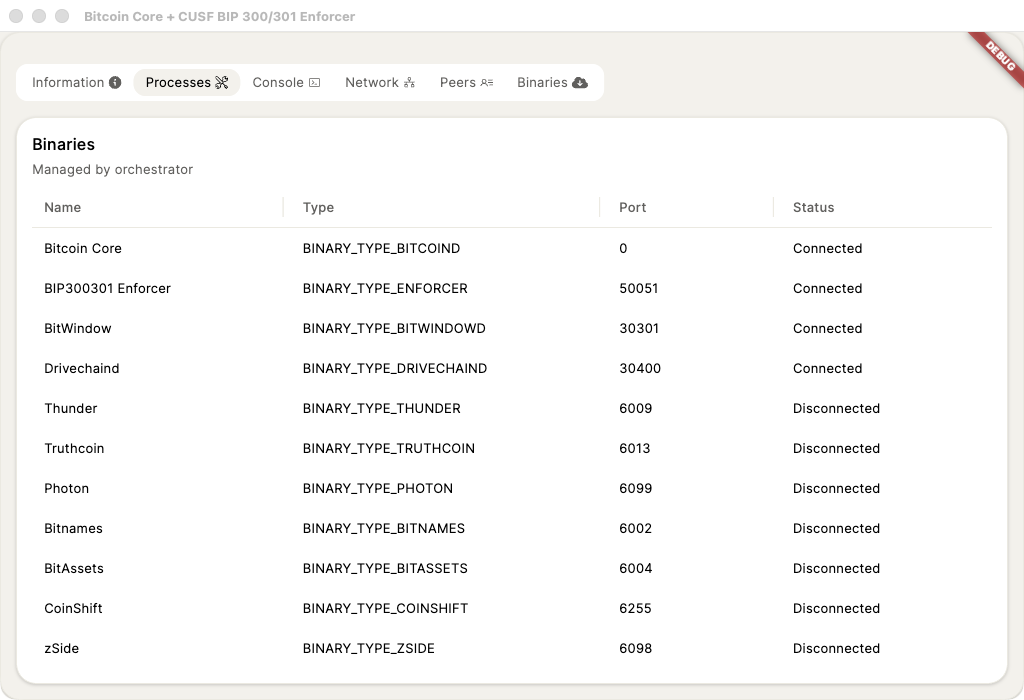 Bitcoin Core + CUSF BIP 300/301 Enforcer
DEBUG
Information Processes Console Network Peers Binaries
Binaries
Managed by orchestrator
Name Type Port Status
Bitcoin Core BINARY_TYPE_BITCOIND 0 Connected
BIP300301 Enforcer BINARY_TYPE_ENFORCER 50051 Connected
BitWindow BINARY_TYPE_BITWINDOWD 30301 Connected
Drivechaind BINARY_TYPE_DRIVECHAIND 30400 Connected
Thunder BINARY_TYPE_THUNDER 6009 Disconnected
Truthcoin BINARY_TYPE_TRUTHCOIN 6013 Disconnected
Photon BINARY_TYPE_PHOTON 6099 Disconnected
Bitnames BINARY_TYPE_BITNAMES 6002 Disconnected
BitAssets BINARY_TYPE_BITASSETS 6004 Disconnected
CoinShift BINARY_TYPE_COINSHIFT 6255 Disconnected
zSide BINARY_TYPE_ZSIDE 6098 Disconnected